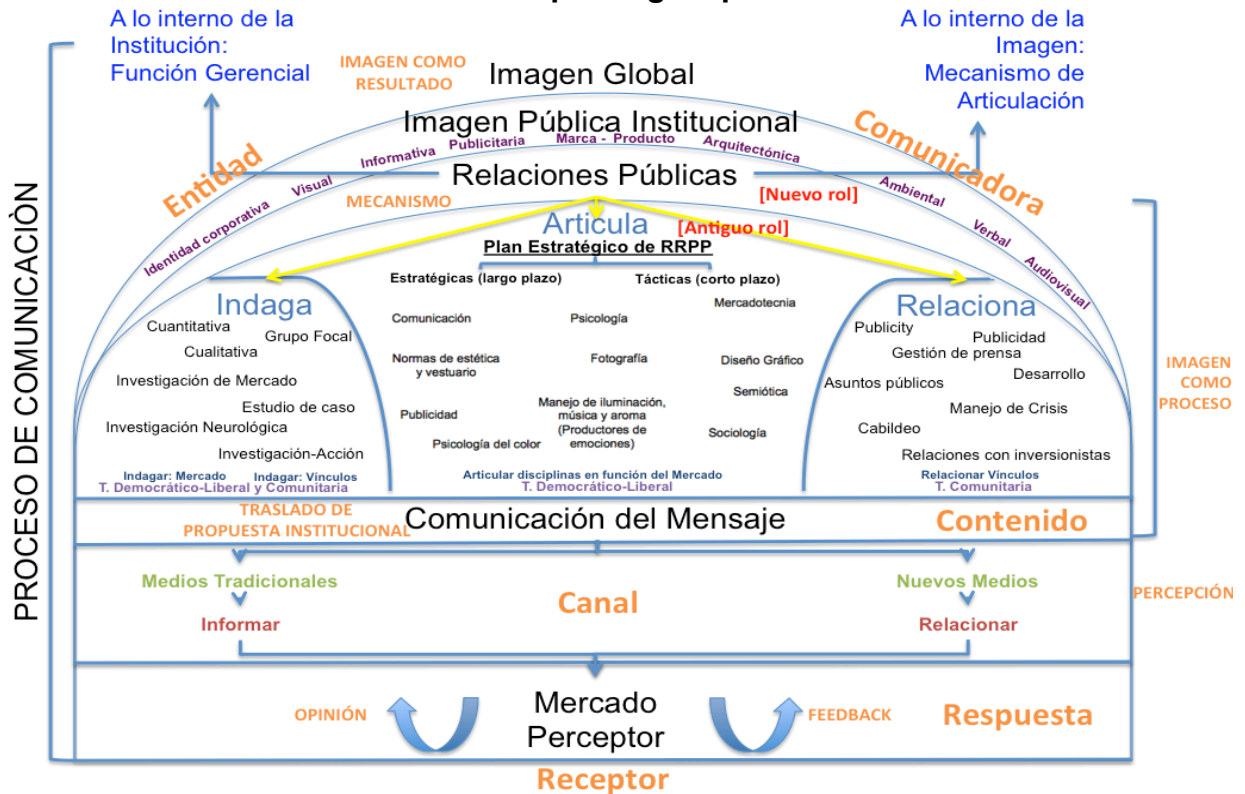 A lo interno de la
Institución:
Función Gerencial
A lo interno de la
Imagen:
Mecanismo de
Articulación
IMAGEN COMO
RESULTADO
Imagen Global
Imagen Pública Institucional
Entidad
Comunicadora
Identidad corporativa
Visual
Informativa
Publicitaria
Marca - Producto
Arquitectónica
Ambiental
Verbal
Audiovisual
Relaciones Públicas
[Nuevo rol]
MECANISMO
[Antiguo rol]
PROCESO DE COMUNICACIÒN
Articula
Plan Estratégico de RRPP
Estratégicas (largo plazo)
Tácticas (corto plazo)
Mercadotecnia
Comunicación
Psicología
Normas de estética
y vestuario
Fotografía
Diseño Gráfico
Semiótica
Publicidad
Manejo de iluminación,
música y aroma
(Productores de
emociones)
Psicología del color
Sociología
Articular disciplinas en función del Mercado
T. Democrático-Liberal
Indaga
Cuantitativa
Grupo Focal
Cualitativa
Investigación de Mercado
Estudio de caso
Investigación Neurológica
Investigación-Acción
Indagar: Mercado
Indagar: Vínculos
T. Democrático-Liberal y Comunitaria
Relaciona
Publicity
Publicidad
Gestión de prensa
Desarrollo
Asuntos públicos
Manejo de Crisis
Cabildeo
Relaciones con inversionistas
Relacionar Vínculos
T. Comunitaria
IMAGEN
COMO
PROCESO
TRASLADO DE
PROPUESTA INSTITUCIONAL
Comunicación del Mensaje
Contenido
Medios Tradicionales
Nuevos Medios
Canal
PERCEPCIÓN
Informar
Relacionar
OPINIÓN
Mercado
Perceptor
FEEDBACK
Respuesta
Receptor